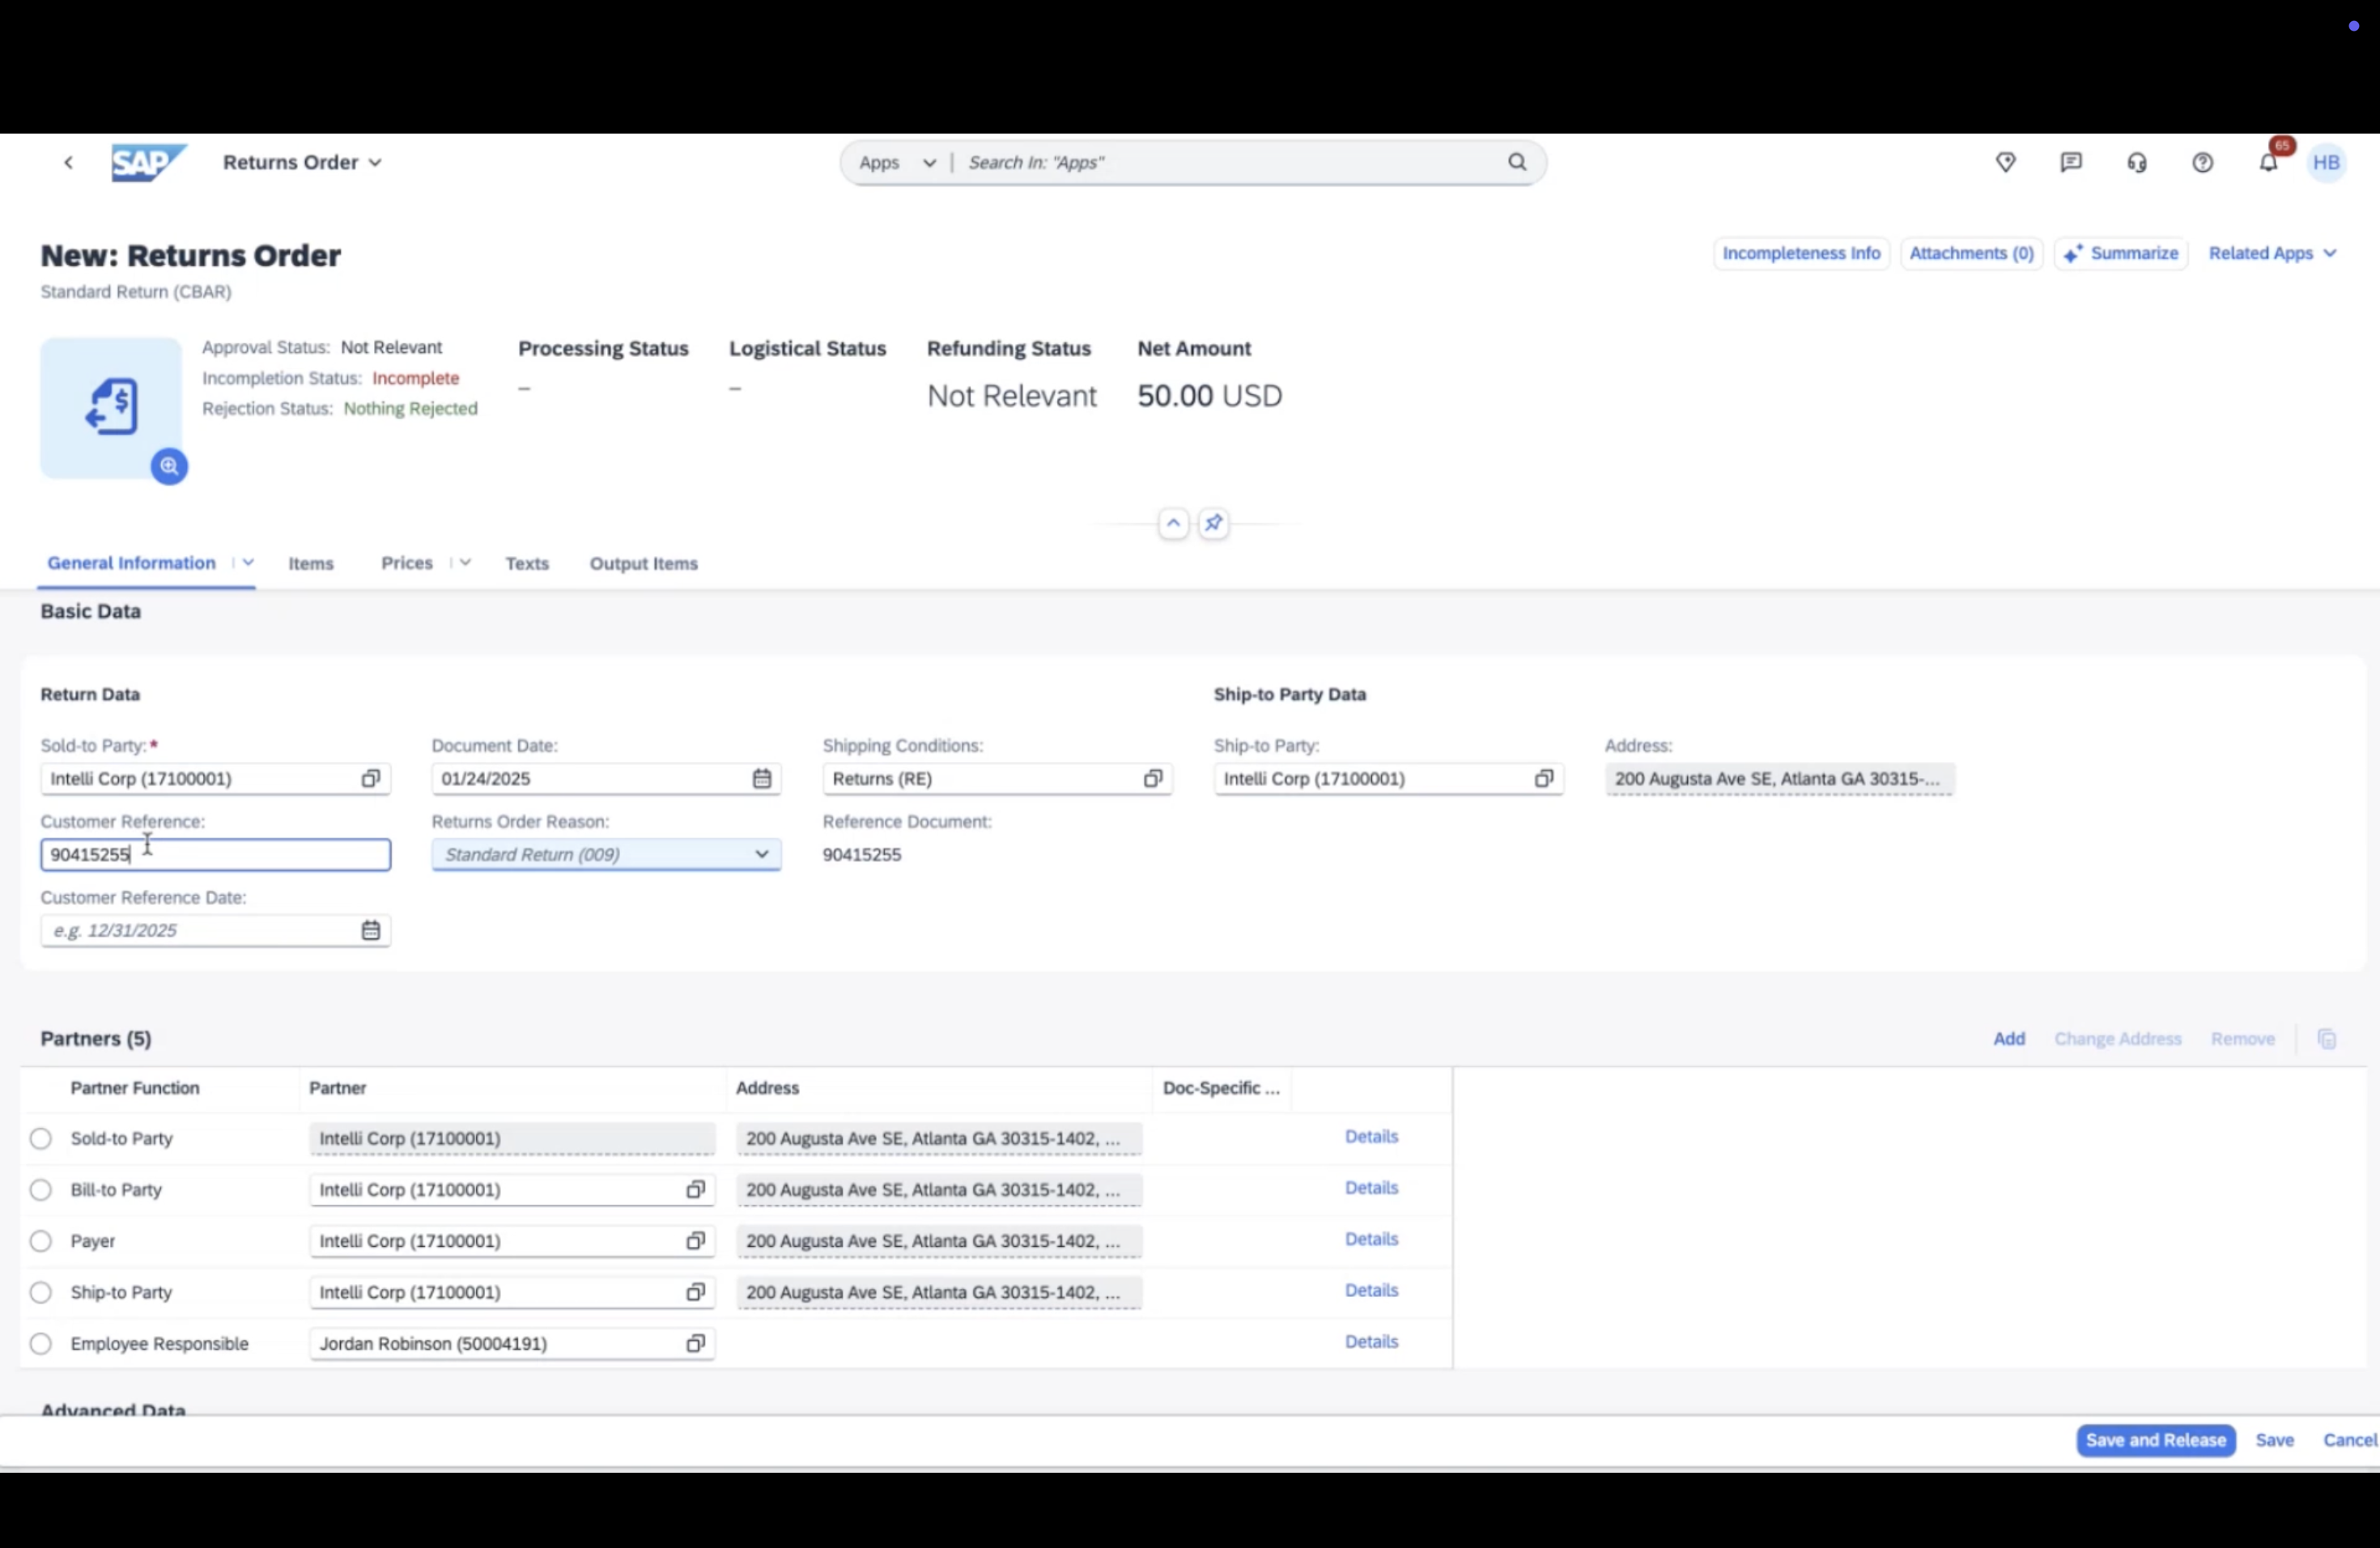 SAP Returns Order Apps Search In: "Apps" 65 HB
New: Returns Order Incompleteness Info Attachments (0) Summarize Related Apps
Standard Return (CBAR)
Approval Status: Not Relevant Processing Status Logistical Status Refunding Status Net Amount
Incompletion Status: Incomplete – – Not Relevant 50.00 USD
Rejection Status: Nothing Rejected
General Information Items Prices Texts Output Items
Basic Data
Return Data Ship-to Party Data
Sold-to Party:* Document Date: Shipping Conditions: Ship-to Party: Address:
Intelli Corp (17100001) 01/24/2025 Returns (RE) Intelli Corp (17100001) 200 Augusta Ave SE, Atlanta GA 30315-...
Customer Reference: Returns Order Reason: Reference Document:
90415255 Standard Return (009) 90415255
Customer Reference Date:
e.g. 12/31/2025
Partners (5) Add Change Address Remove
Partner Function Partner Address Doc-Specific ...
Sold-to Party Intelli Corp (17100001) 200 Augusta Ave SE, Atlanta GA 30315-1402, ... Details
Bill-to Party Intelli Corp (17100001) 200 Augusta Ave SE, Atlanta GA 30315-1402, ... Details
Payer Intelli Corp (17100001) 200 Augusta Ave SE, Atlanta GA 30315-1402, ... Details
Ship-to Party Intelli Corp (17100001) 200 Augusta Ave SE, Atlanta GA 30315-1402, ... Details
Employee Responsible Jordan Robinson (50004191) Details
Advanced Data
Save and Release Save Cancel